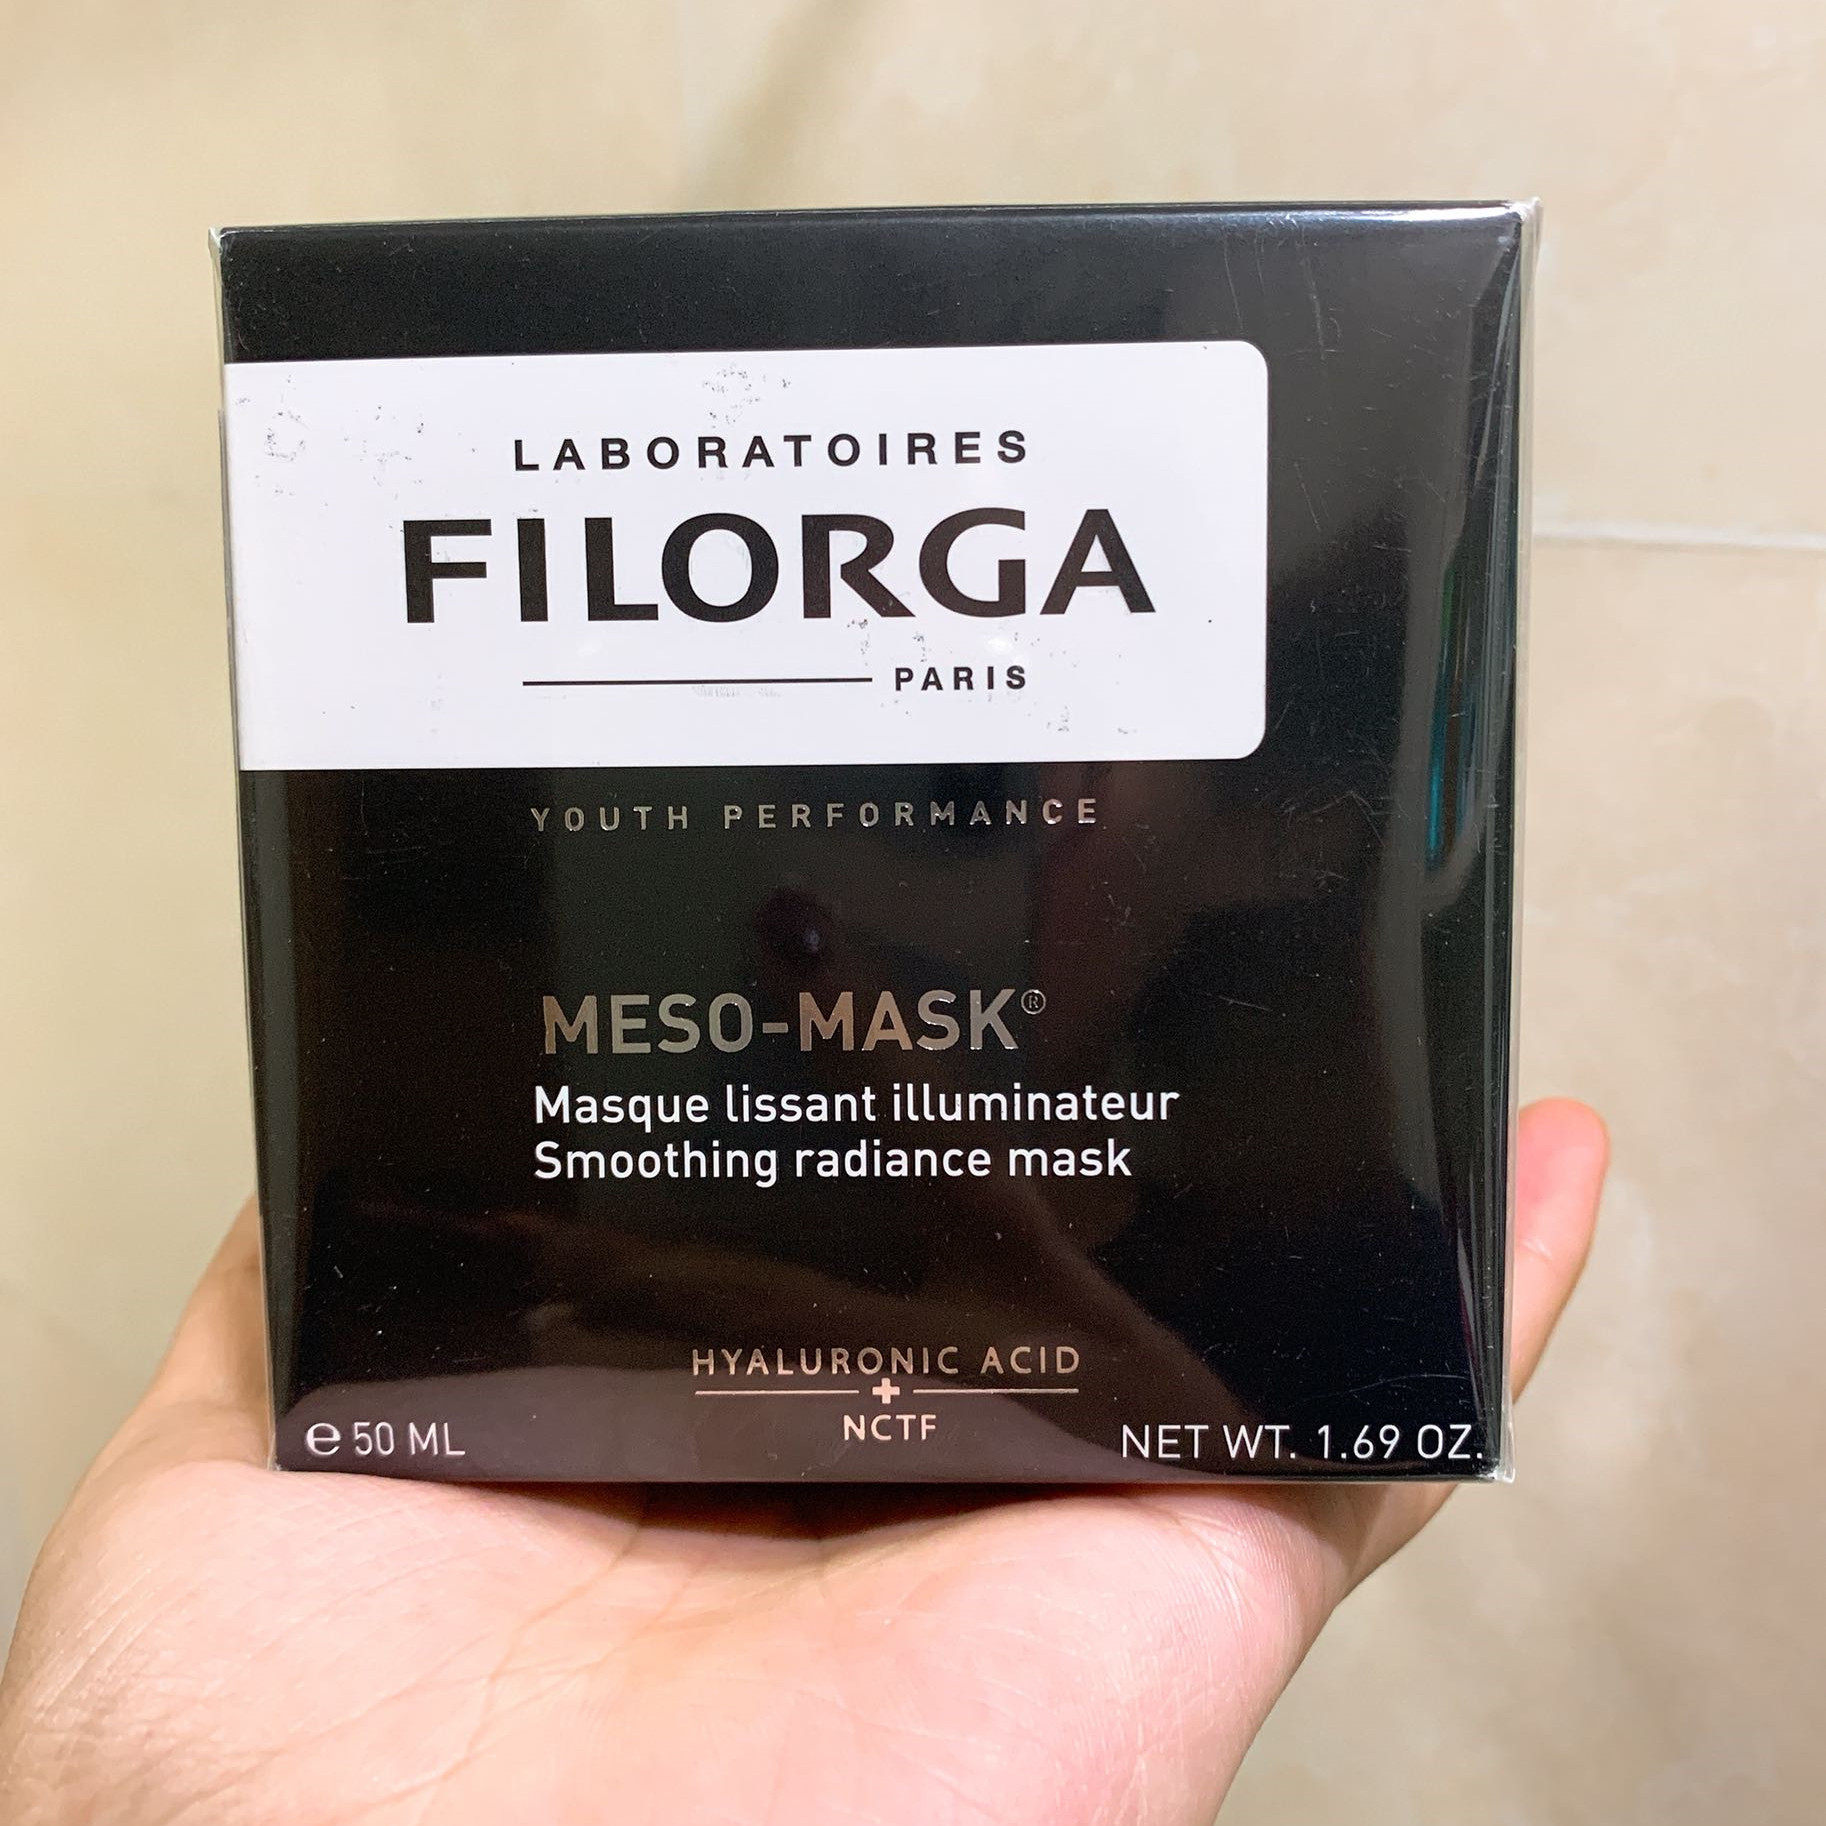 LABORATOIRES
FILORGA
PARIS
YOUTH PERFORMANCE
MESO-MASK®
Masque lissant illuminateur
Smoothing radiance mask
HYALURONIC ACID
+
NCTF
℮ 50 ML
NET WT. 1.69 OZ.